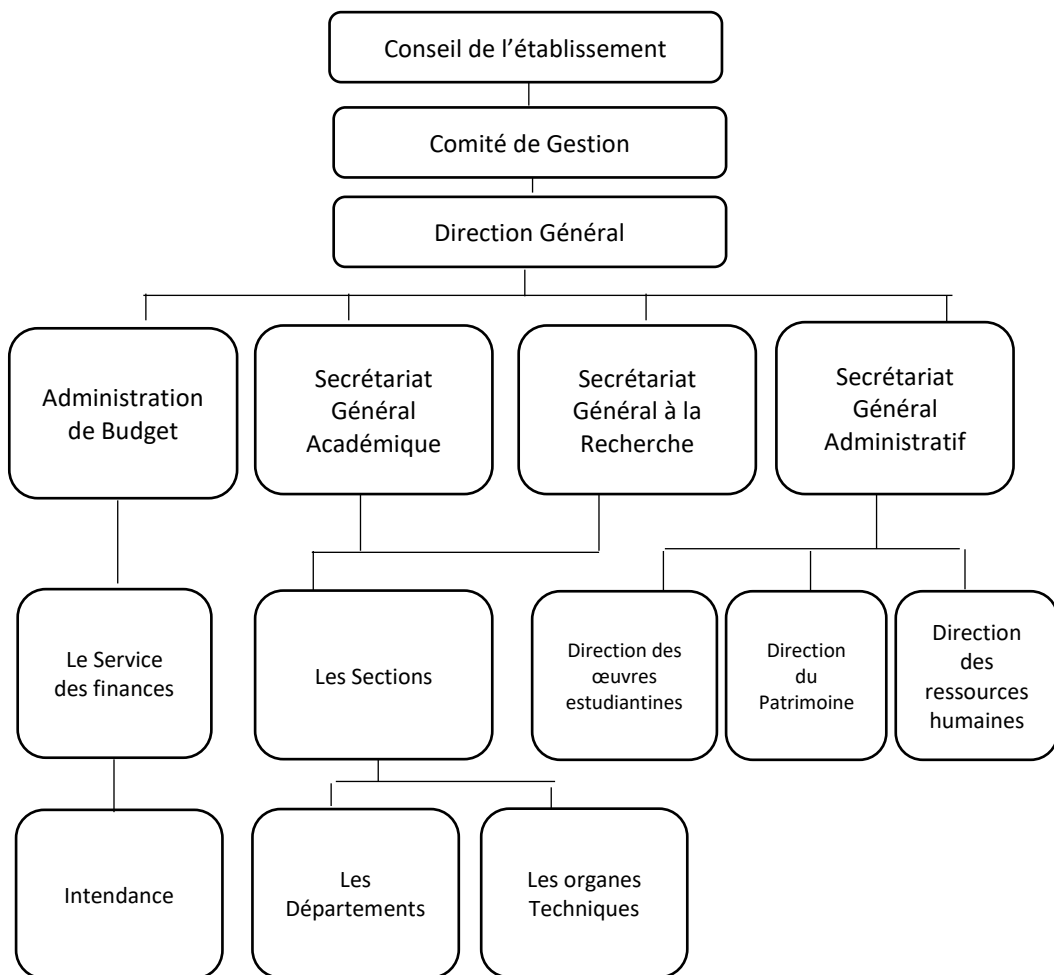 Conseil de l’établissement
Comité de Gestion
Direction Général
Administration
de Budget
Secrétariat
Général
Académique
Secrétariat
Général à la
Recherche
Secrétariat
Général
Administratif
Le Service
des finances
Les Sections
Direction des
œuvres
estudiantines
Direction
du
Patrimoine
Direction
des
ressources
humaines
Intendance
Les
Départements
Les organes
Techniques